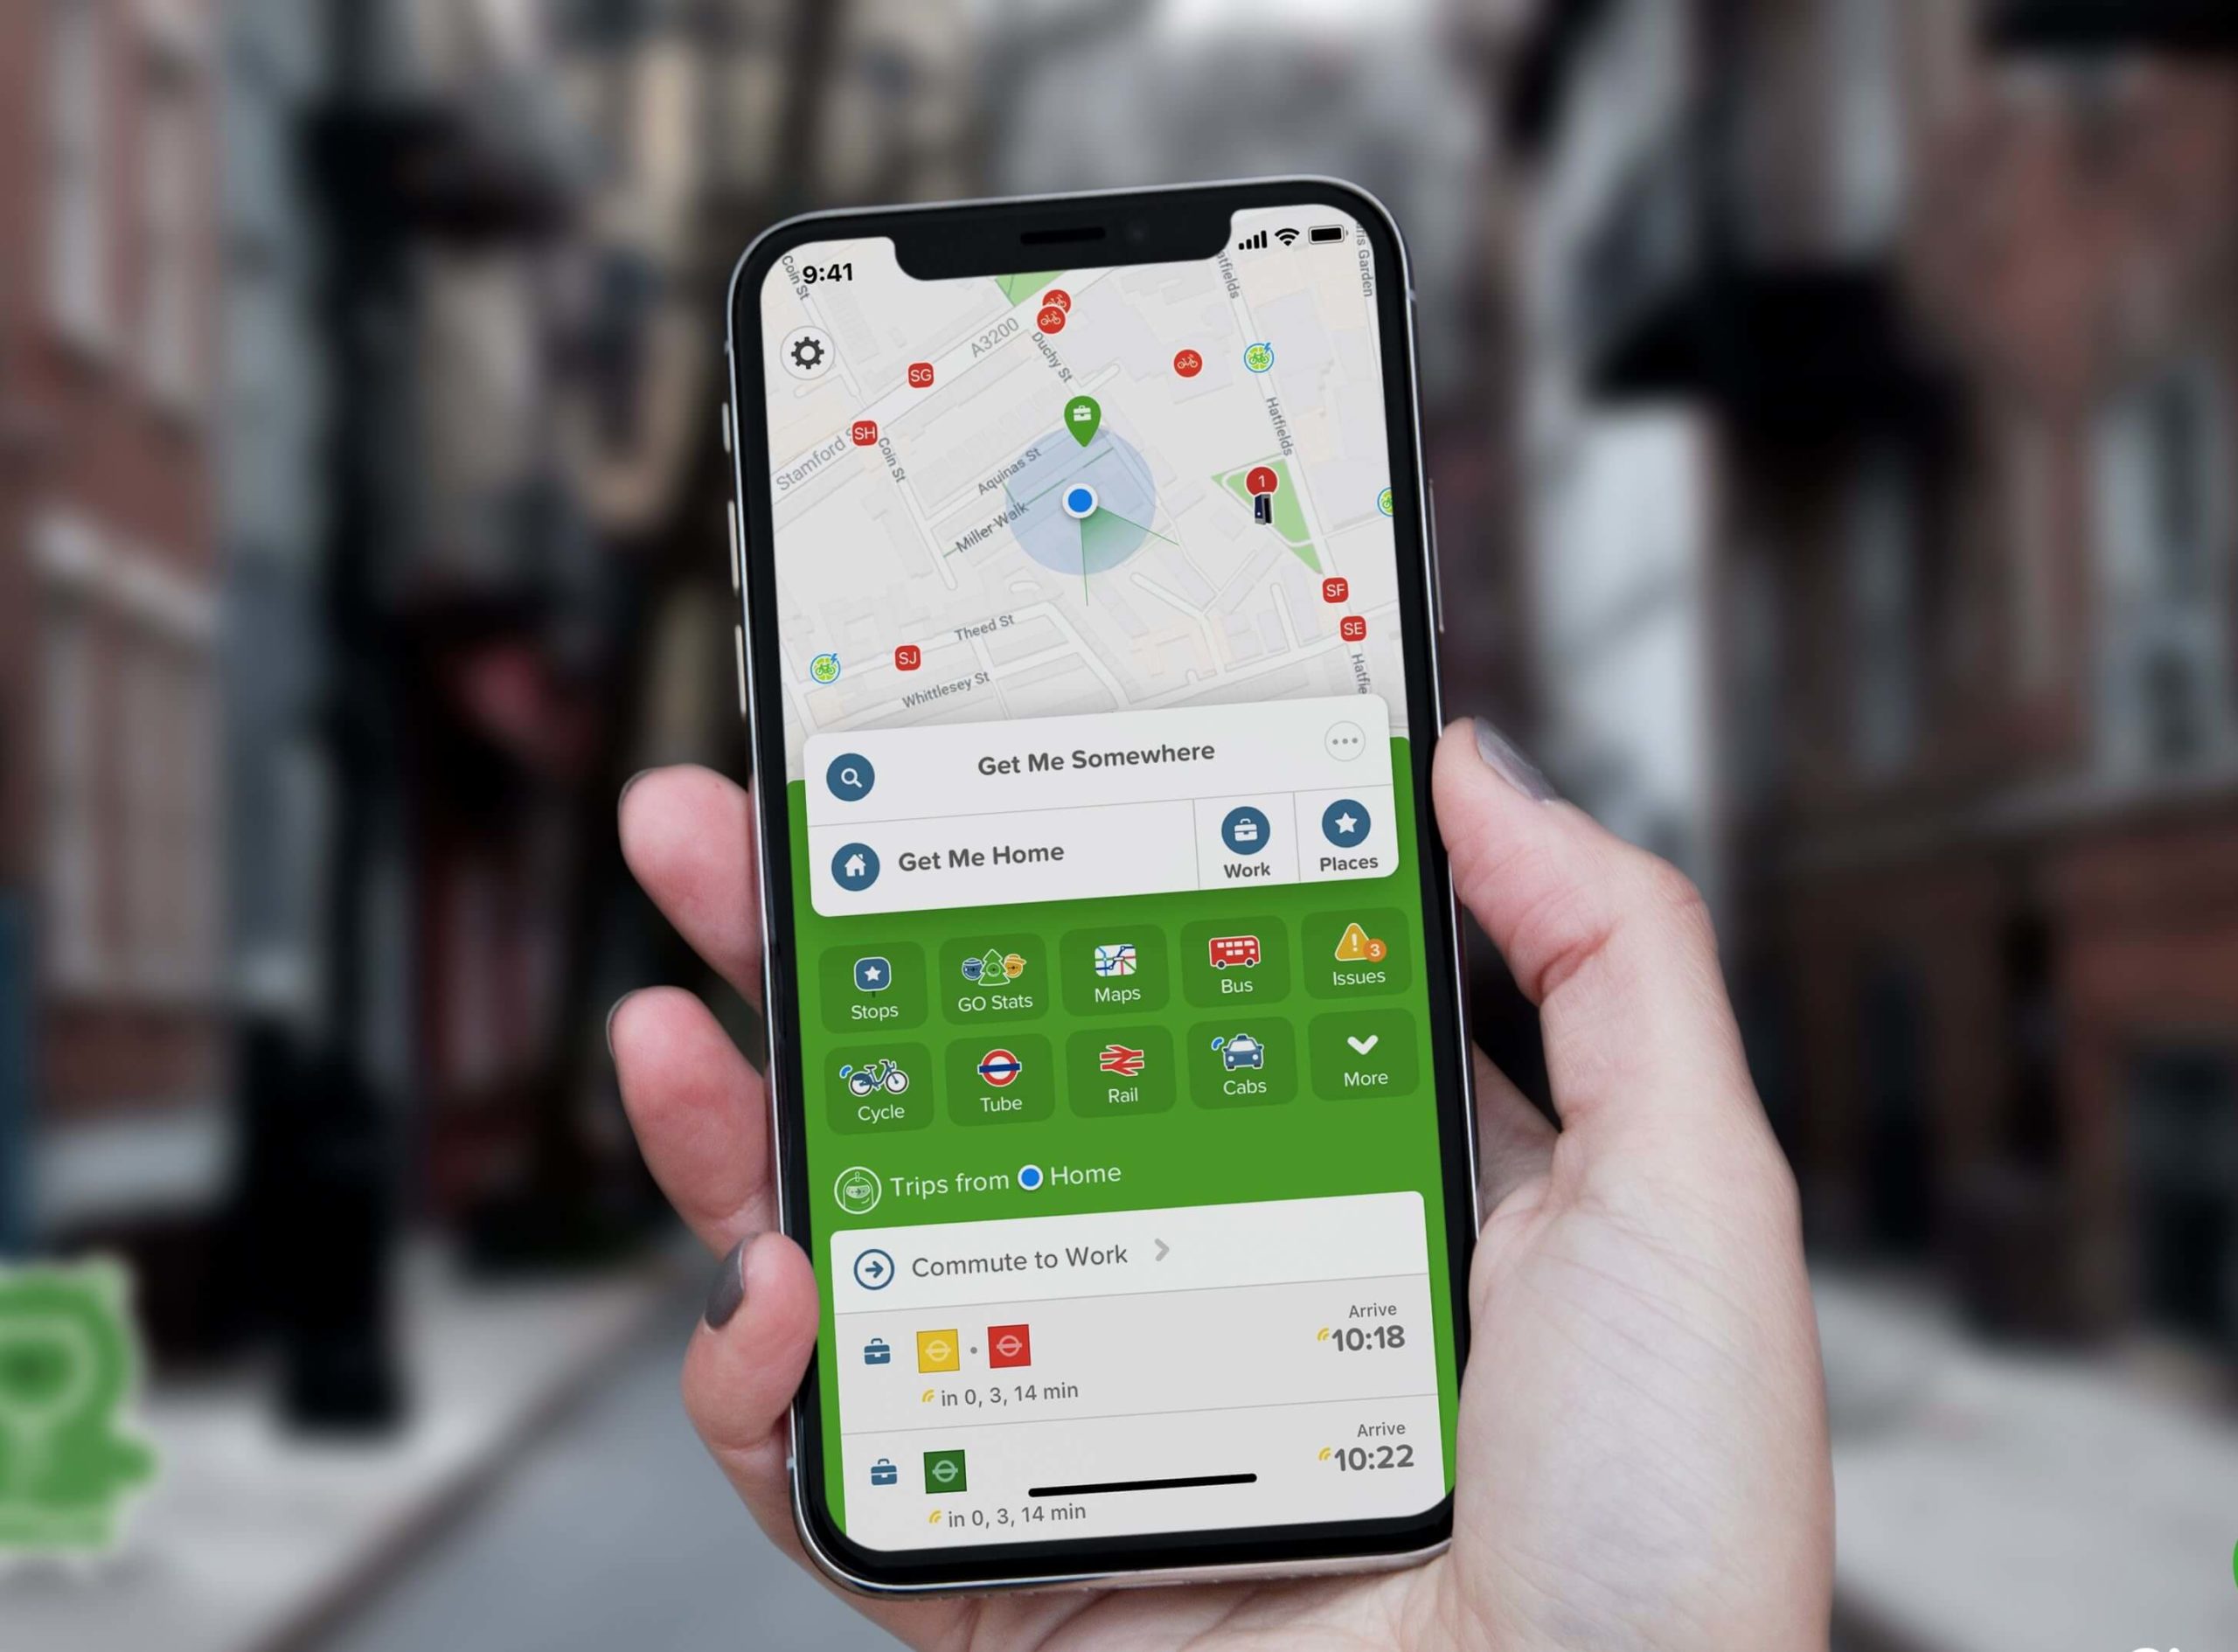 9:41
Coin St
A3200
Duchy St
atfields
ris Garden
SG
SH
Stamford S
Coin St
Aquinas St
Miller Walk
Hatfields
1
SF
SE
Hatfie
Theed St
SJ
Whittlesey St
Get Me Somewhere
Get Me Home
Work
Places
Stops
GO Stats
Maps
Bus
3
Issues
Cycle
Tube
Rail
Cabs
More
Trips from Home
Commute to Work
Arrive
10:18
in 0, 3, 14 min
Arrive
10:22
in 0, 3, 14 min